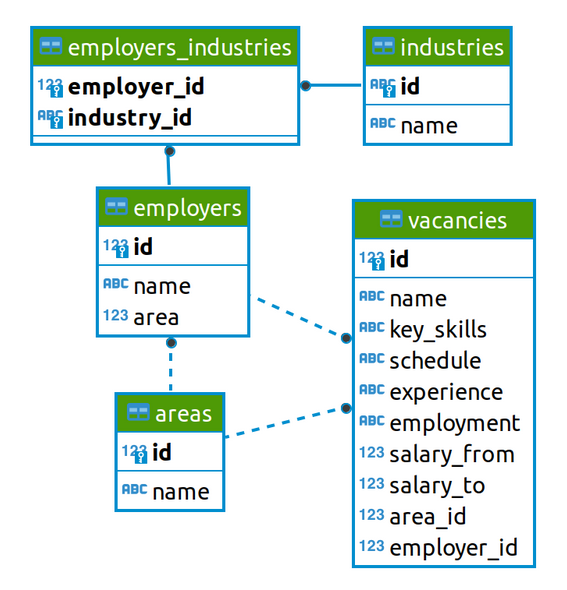 employers_industries
123 employer_id
ABC industry_id
industries
ABC id
ABC name
employers
123 id
ABC name
123 area
vacancies
123 id
ABC name
ABC key_skills
ABC schedule
ABC experience
ABC employment
123 salary_from
123 salary_to
123 area_id
123 employer_id
areas
123 id
ABC name